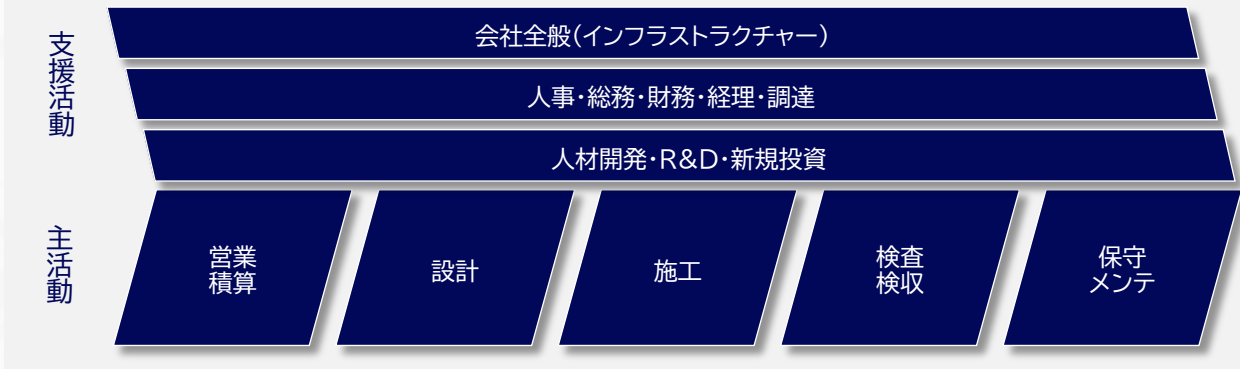 支援活動
会社全般(インフラストラクチャー)
人事・総務・財務・経理・調達
人材開発・R&D・新規投資
主活動
営業
積算
設計
施工
検査
検収
保守
メンテ